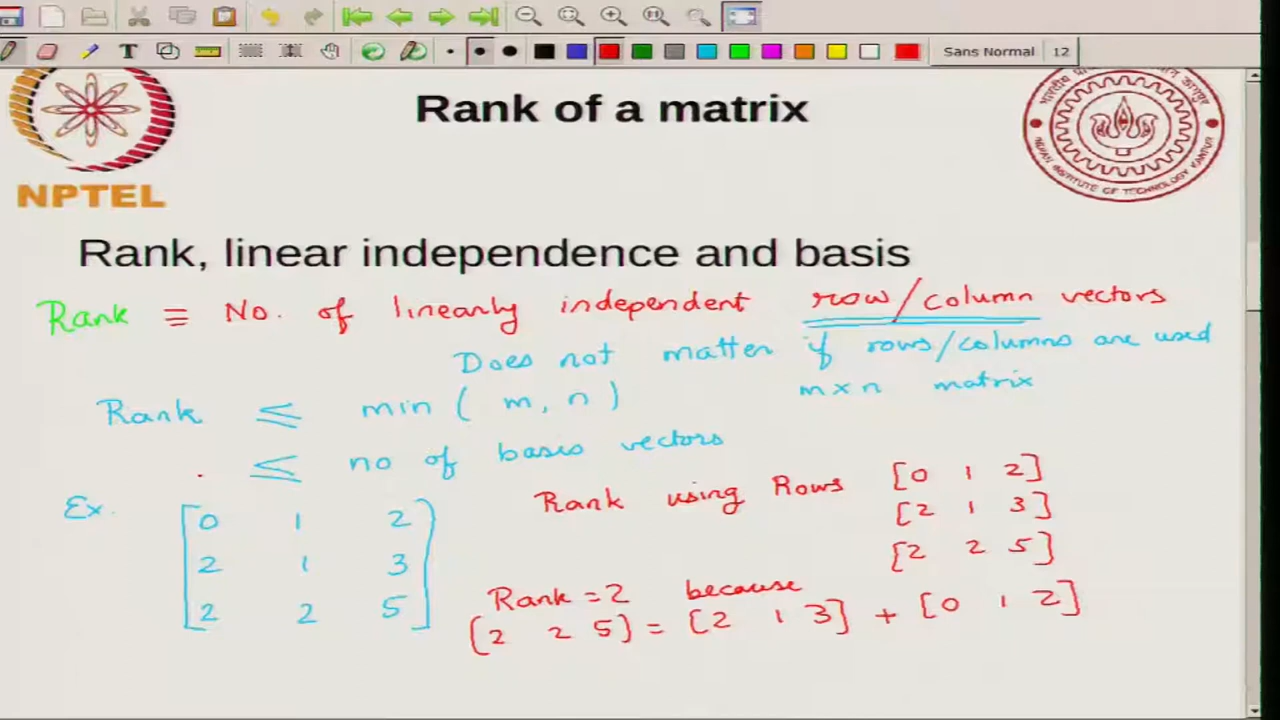 Sans Normal 12
Rank of a matrix
NPTEL
Rank, linear independence and basis
Rank ≡ No. of linearly independent row/column vectors
Does not matter if rows/columns are used
Rank ≤ min ( m, n ) m×n matrix
≤ no of basis vectors
Ex.
[0 1 2
2 1 3
2 2 5]
Rank using Rows [0 1 2]
[2 1 3]
[2 2 5]
Rank = 2 because
[2 2 5] = [2 1 3] + [0 1 2]